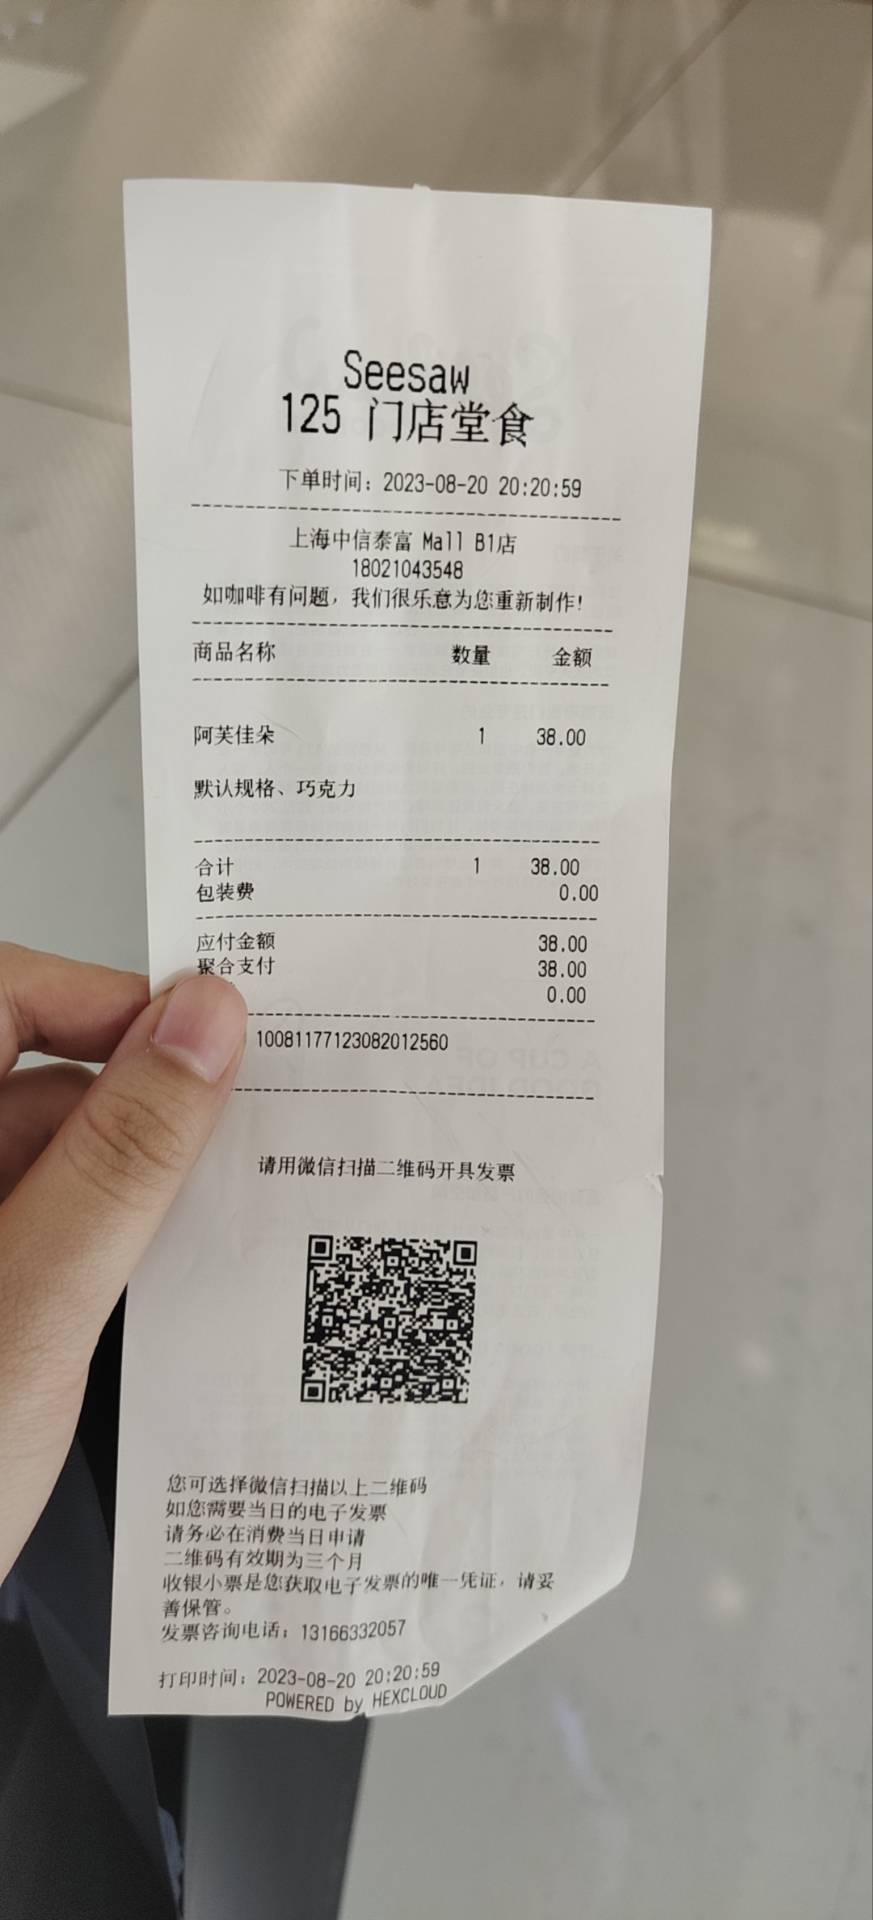 Seesaw
125 门店堂食
下单时间：2023-08-20 20:20:59
上海中信泰富 Mall B1店
18021043548
如咖啡有问题，我们很乐意为您重新制作！
商品名称 数量 金额
阿芙佳朵 1 38.00
默认规格、巧克力
合计 1 38.00
包装费 0.00
应付金额 38.00
聚合支付 38.00
0.00
10081177123082012560
请用微信扫描二维码开具发票
您可选择微信扫描以上二维码
如您需要当日的电子发票
请务必在消费当日申请
二维码有效期为三个月
收银小票是您获取电子发票的唯一凭证，请妥
善保管。
发票咨询电话：13166332057
打印时间：2023-08-20 20:20:59
POWERED by HEXCLOUD